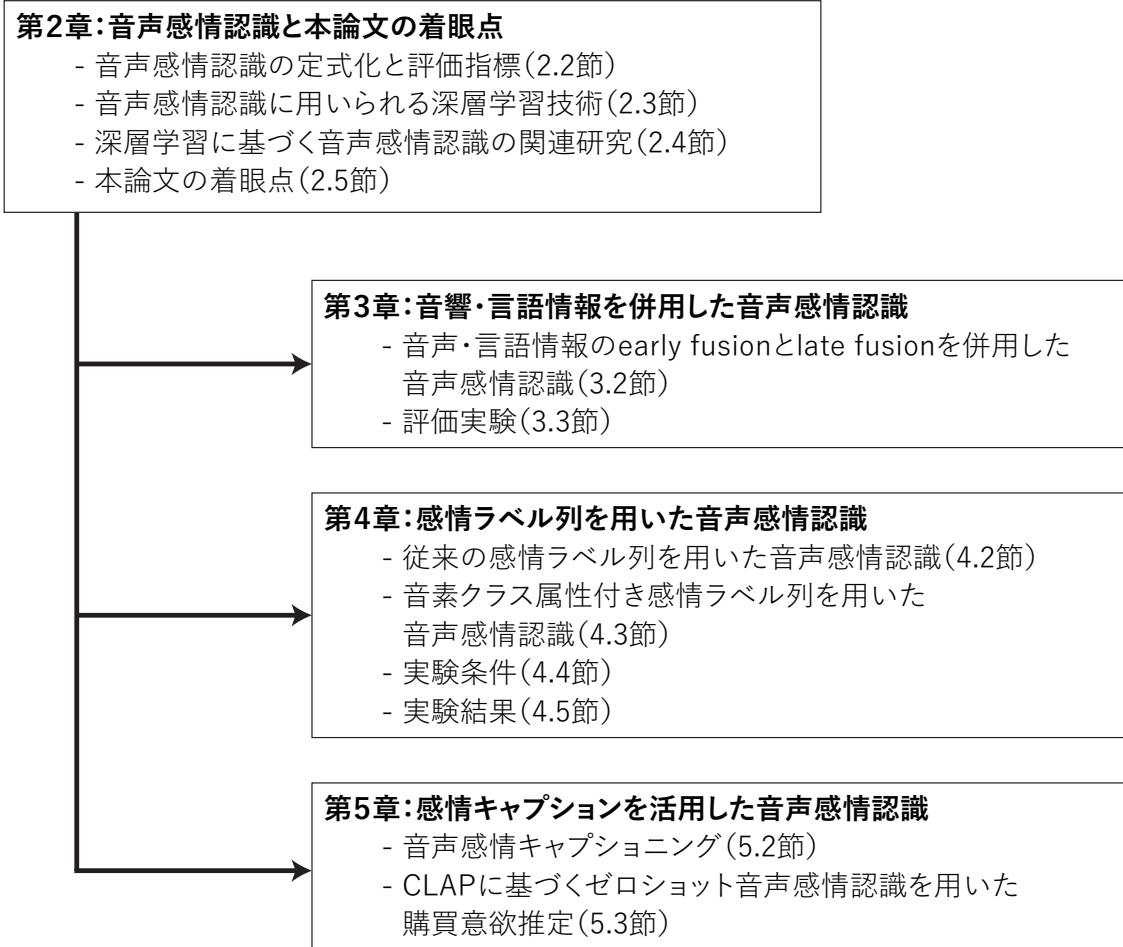 第2章：音声感情認識と本論文の着眼点
- 音声感情認識の定式化と評価指標（2.2節）
- 音声感情認識に用いられる深層学習技術（2.3節）
- 深層学習に基づく音声感情認識の関連研究（2.4節）
- 本論文の着眼点（2.5節）
第3章：音響・言語情報を併用した音声感情認識
- 音声・言語情報のearly fusionとlate fusionを併用した
音声感情認識（3.2節）
- 評価実験（3.3節）
第4章：感情ラベル列を用いた音声感情認識
- 従来の感情ラベル列を用いた音声感情認識（4.2節）
- 音素クラス属性付き感情ラベル列を用いた
音声感情認識（4.3節）
- 実験条件（4.4節）
- 実験結果（4.5節）
第5章：感情キャプションを活用した音声感情認識
- 音声感情キャプショニング（5.2節）
- CLAPに基づくゼロショット音声感情認識を用いた
購買意欲推定（5.3節）